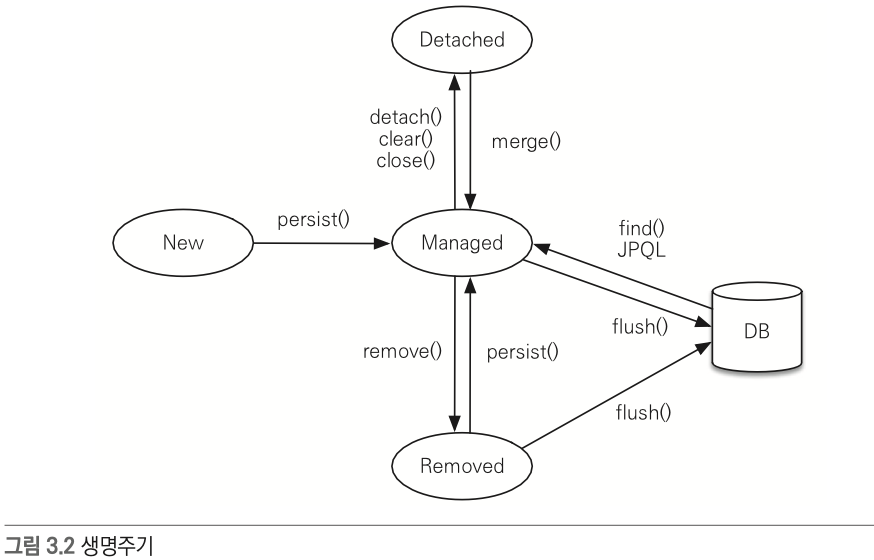 Detached
detach()
clear()
close()
merge()
persist()
New
Managed
find()
JPQL
flush()
DB
remove()
persist()
flush()
Removed
그림 3.2 생명주기